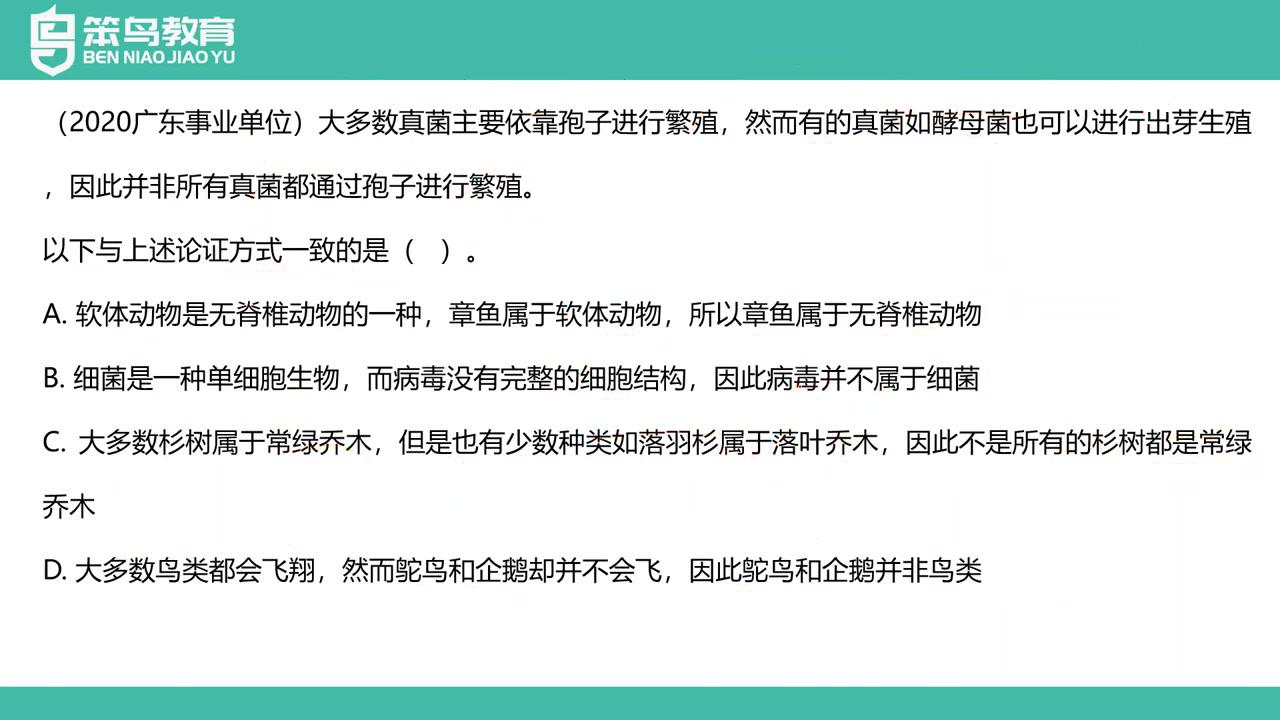 笨鸟教育
BEN NIAO JIAO YU
（2020广东事业单位）大多数真菌主要依靠孢子进行繁殖，然而有的真菌如酵母菌也可以进行出芽生殖
，因此并非所有真菌都通过孢子进行繁殖。
以下与上述论证方式一致的是（ ）。
A. 软体动物是无脊椎动物的一种，章鱼属于软体动物，所以章鱼属于无脊椎动物
B. 细菌是一种单细胞生物，而病毒没有完整的细胞结构，因此病毒并不属于细菌
C. 大多数杉树属于常绿乔木，但是也有少数种类如落羽杉属于落叶乔木，因此不是所有的杉树都是常绿
乔木
D. 大多数鸟类都会飞翔，然而鸵鸟和企鹅却并不会飞，因此鸵鸟和企鹅并非鸟类